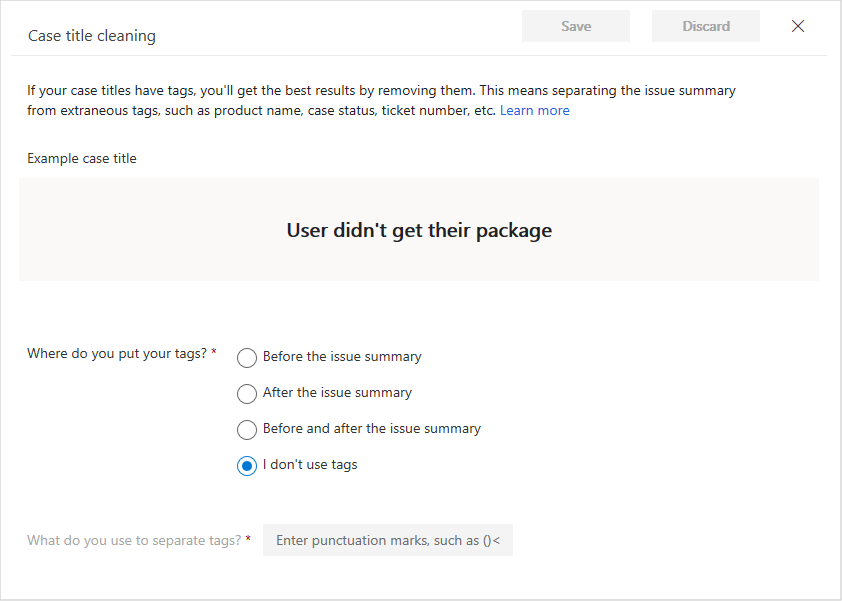 Case title cleaning
Save
Discard
If your case titles have tags, you'll get the best results by removing them. This means separating the issue summary
from extraneous tags, such as product name, case status, ticket number, etc. Learn more
Example case title
User didn't get their package
Where do you put your tags? *
Before the issue summary
After the issue summary
Before and after the issue summary
I don't use tags
What do you use to separate tags? *
Enter punctuation marks, such as ()<